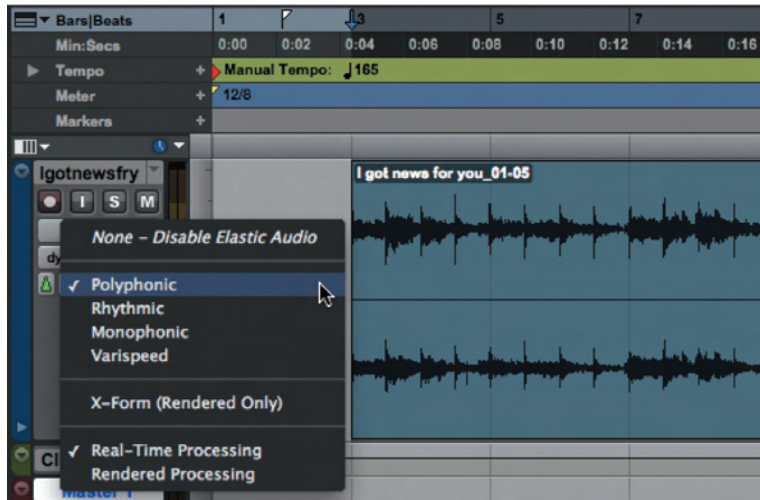 Bars|Beats 1 3 5 7
Min:Secs 0:00 0:02 0:04 0:06 0:08 0:10 0:12 0:14 0:16
Tempo + Manual Tempo: ♩165
Meter + 12/8
Markers +
Igotnewsfry
I got news for you_01-05
I S M
None – Disable Elastic Audio
dy
✓ Polyphonic
Rhythmic
Monophonic
Varispeed
X-Form (Rendered Only)
✓ Real-Time Processing
Cl
Rendered Processing
Master 1